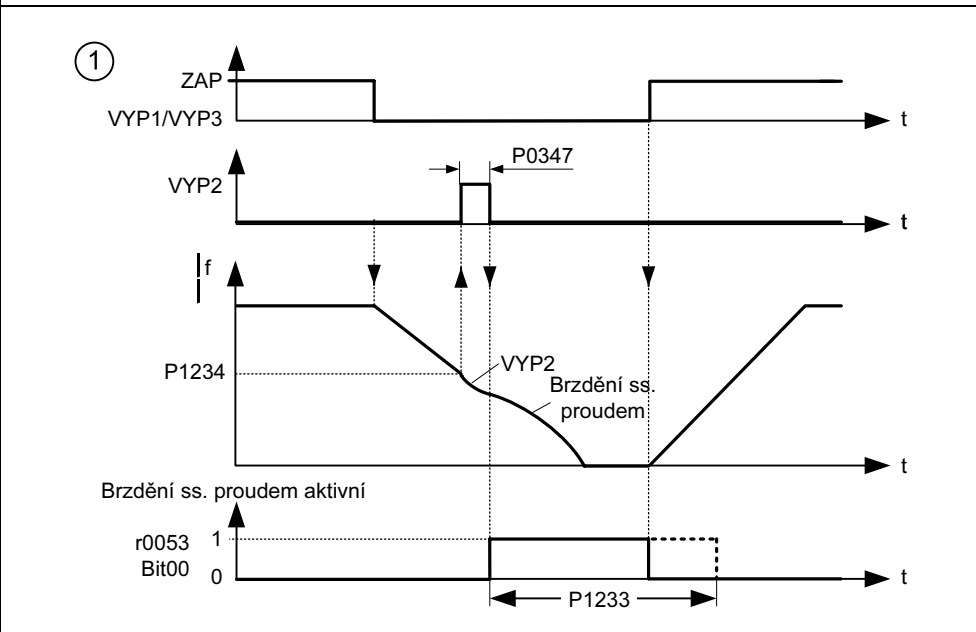 1
ZAP
VYP1/VYP3
t
P0347
VYP2
t
f
P1234
VYP2
Brzdění ss.
proudem
t
Brzdění ss. proudem aktivní
r0053 1
Bit00 0
t
P1233